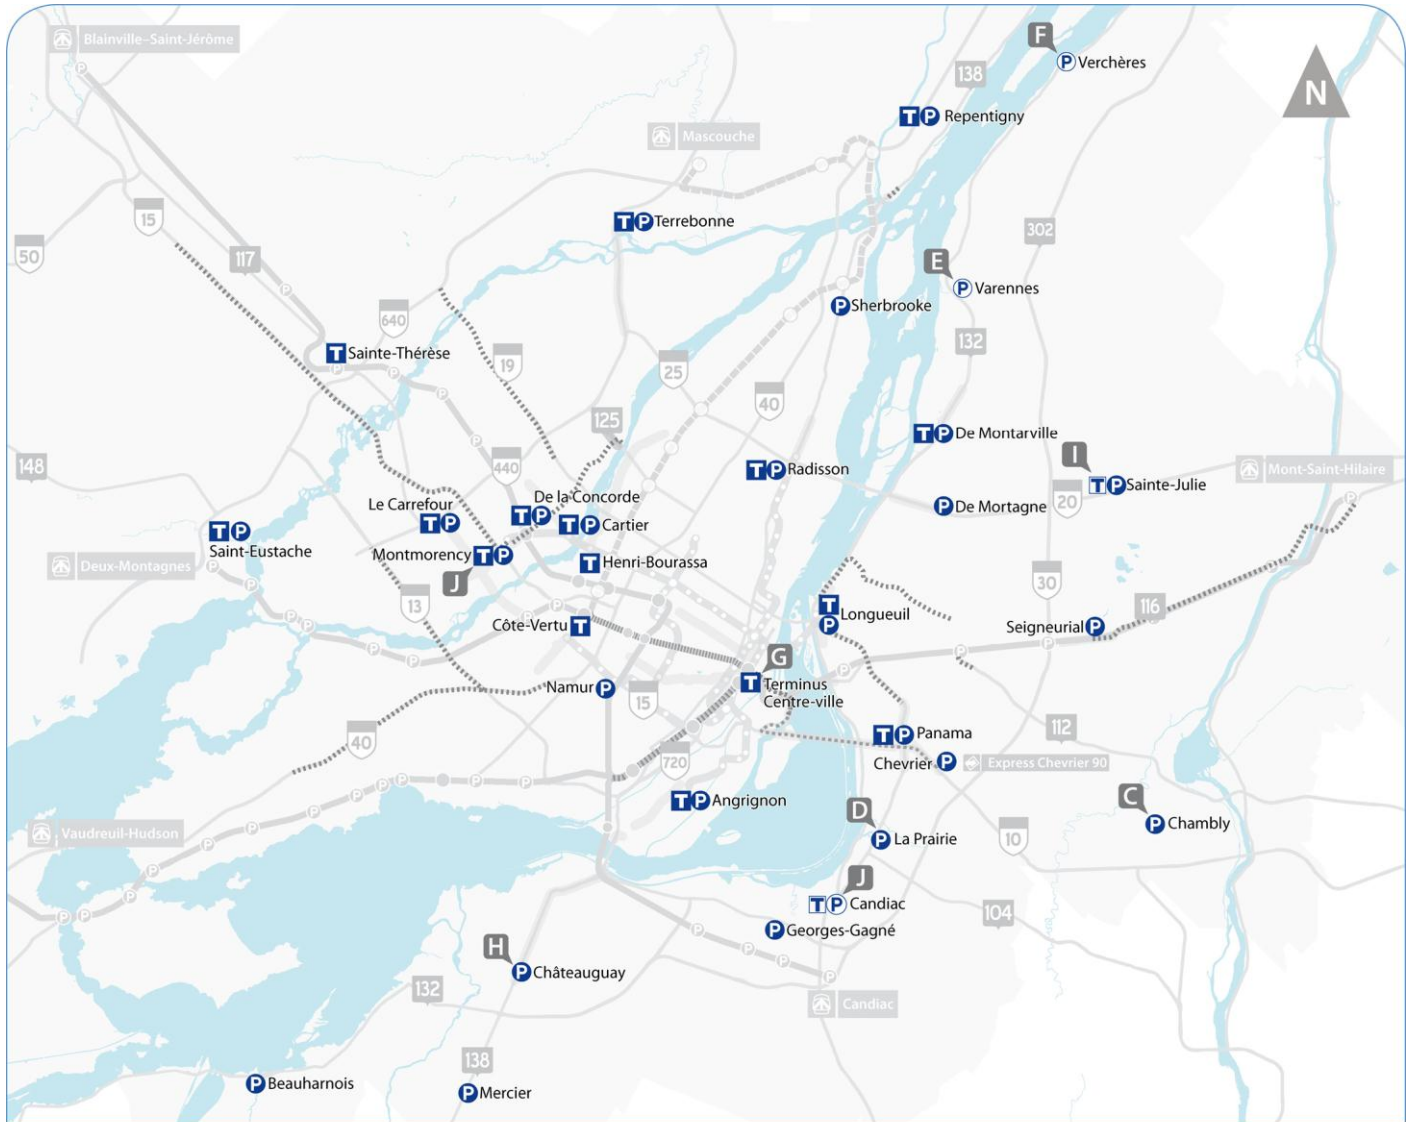 Blainville–Saint-Jérôme
F
P Verchères
N
138
T P Repentigny
Mascouche
15
T P Terrebonne
302
50
117
E
P Varennes
P Sherbrooke
640
132
T Sainte-Thérèse
19
25
40
125
T P De Montarville
148
440
T P Radisson
I
Mont-Saint-Hilaire
T P Sainte-Julie
20
De la Concorde
T P
Le Carrefour
T P
T P Cartier
P De Mortagne
T P
Saint-Eustache
Deux-Montagnes
Montmorency T P
J
T Henri-Bourassa
30
13
116
T
Longueuil
P
Côte-Vertu T
Seigneurial P
G
T Terminus
Centre-ville
Namur P
15
40
112
T P Panama
720
Chevrier P
Express Chevrier 90
T P Angrignon
C
P Chambly
D
P La Prairie
10
Vaudreuil-Hudson
J
T P Candiac
104
P Georges-Gagné
H
P Châteauguay
132
Candiac
138
P Beauharnois
P Mercier